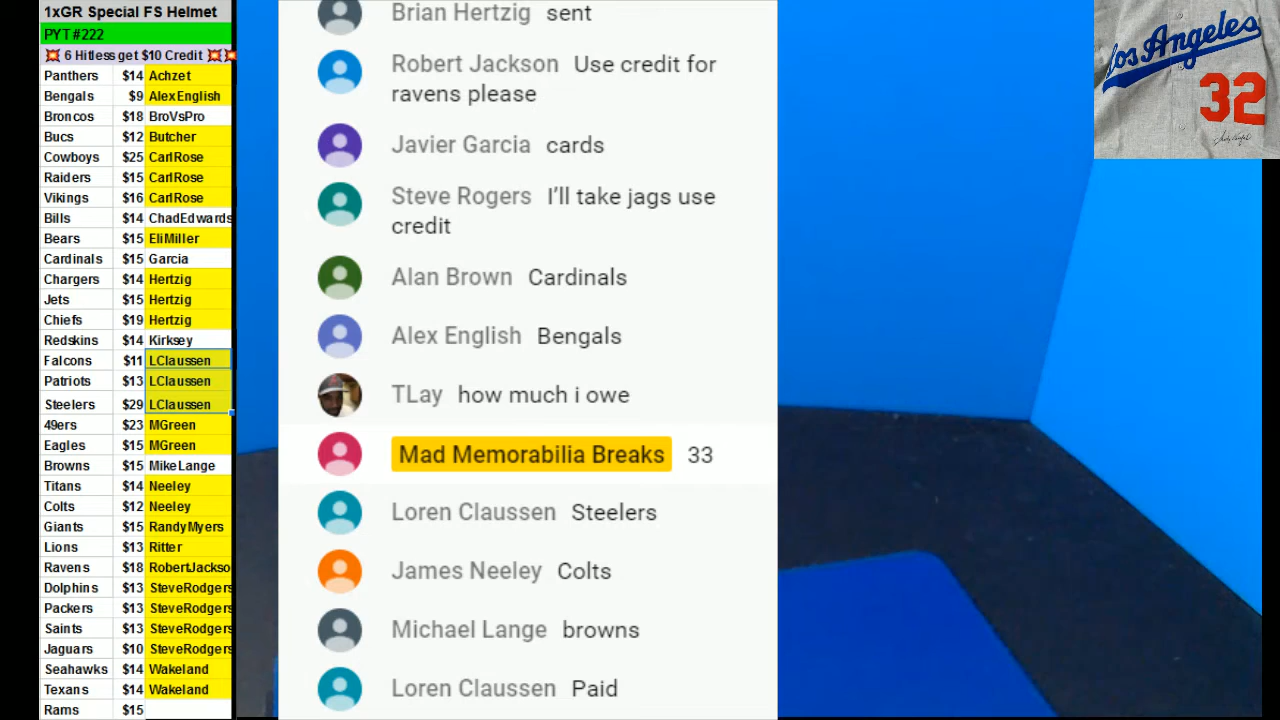 1xGR Special FS Helmet
PYT #222
💥 6 Hitless get $10 Credit 💥💥
Panthers $14 Achzet
Bengals $9 AlexEnglish
Broncos $18 BroVsPro
Bucs $12 Butcher
Cowboys $25 CarlRose
Raiders $15 CarlRose
Vikings $16 CarlRose
Bills $14 ChadEdwards
Bears $15 EliMiller
Cardinals $15 Garcia
Chargers $14 Hertzig
Jets $15 Hertzig
Chiefs $19 Hertzig
Redskins $14 Kirksey
Falcons $11 LClaussen
Patriots $13 LClaussen
Steelers $29 LClaussen
49ers $23 MGreen
Eagles $15 MGreen
Browns $15 MikeLange
Titans $14 Neeley
Colts $12 Neeley
Giants $15 RandyMyers
Lions $13 Ritter
Ravens $18 RobertJackso
Dolphins $13 SteveRodgers
Packers $13 SteveRodgers
Saints $13 SteveRodgers
Jaguars $10 SteveRodgers
Seahawks $14 Wakeland
Texans $14 Wakeland
Rams $15
Brian Hertzig sent
Robert Jackson Use credit for
ravens please
Javier Garcia cards
Steve Rogers I’ll take jags use
credit
Alan Brown Cardinals
Alex English Bengals
TLay how much i owe
Mad Memorabilia Breaks 33
Loren Claussen Steelers
James Neeley Colts
Michael Lange browns
Loren Claussen Paid
Los Angeles
32